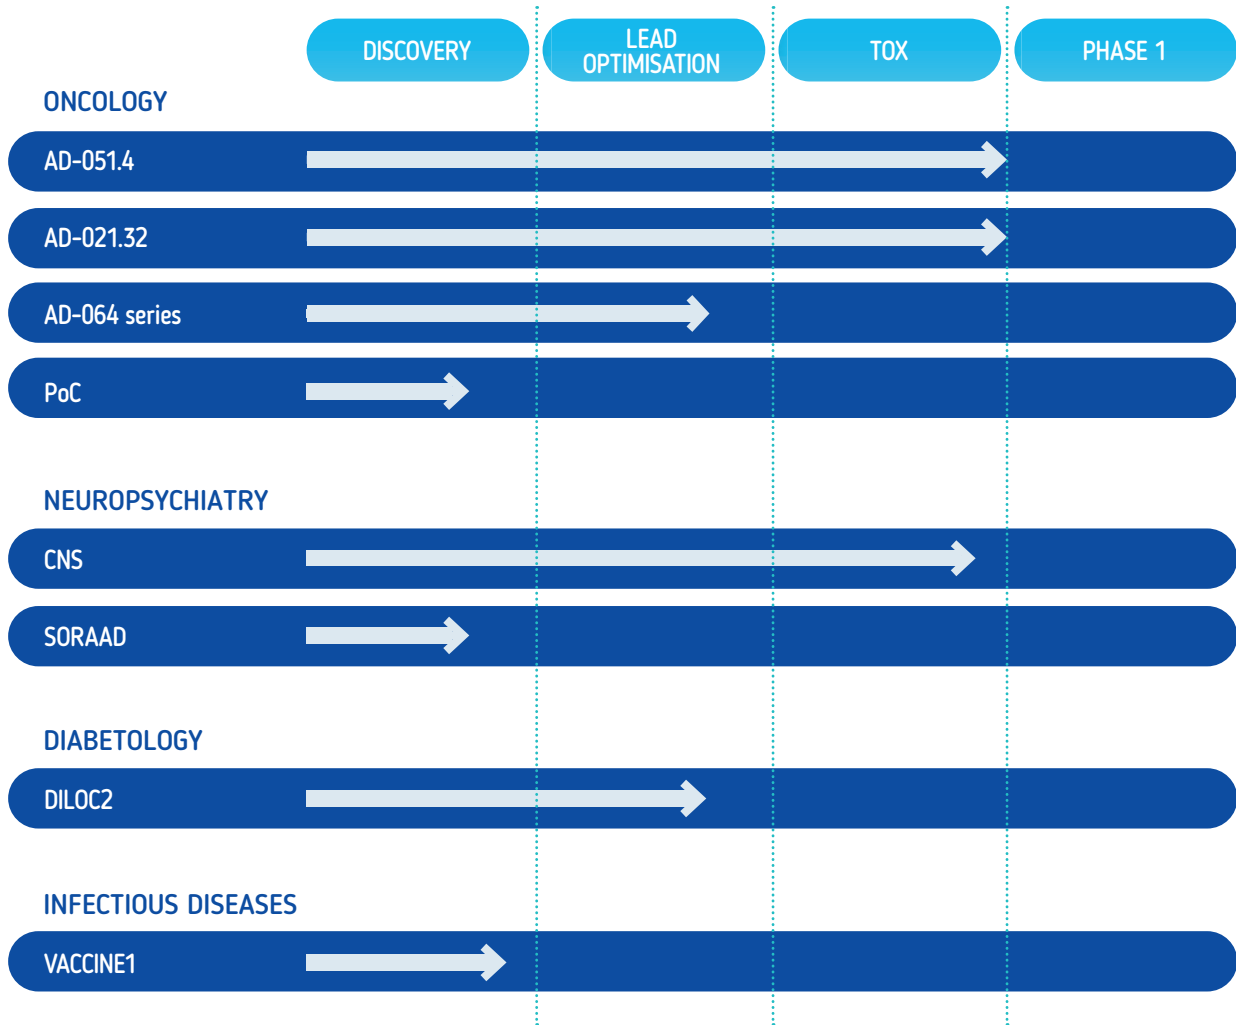 DISCOVERY
LEAD
OPTIMISATION
TOX
PHASE 1
ONCOLOGY
AD-051.4
AD-021.32
AD-064 series
PoC
NEUROPSYCHIATRY
CNS
SORAAD
DIABETOLOGY
DILOC2
INFECTIOUS DISEASES
VACCINE1